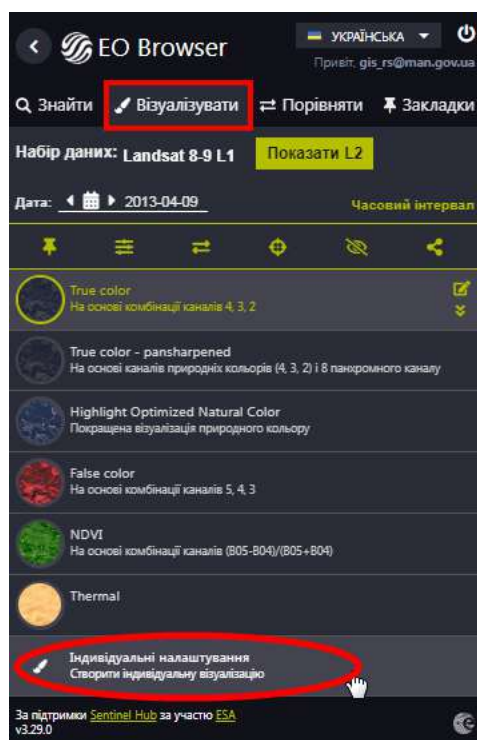 EO Browser
УКРАЇНСЬКА
Привіт, gis_rs@man.gov.ua
Знайти Візуалізувати Порівняти Закладки
Набір даних: Landsat 8-9 L1 Показати L2
Дата: 2013-04-09 Часовий інтервал
True color
На основі комбінації каналів 4, 3, 2
True color - pansharpened
На основі каналів природніх кольорів (4, 3, 2) і 8 панхромного каналу
Highlight Optimized Natural Color
Покращена візуалізація природного кольору
False color
На основі комбінації каналів 5, 4, 3
NDVI
На основі комбінації каналів (B05-B04)/(B05+B04)
Thermal
Індивідуальні налаштування
Створити індивідуальну візуалізацію
За підтримки Sentinel Hub за участю ESA
v3.29.0